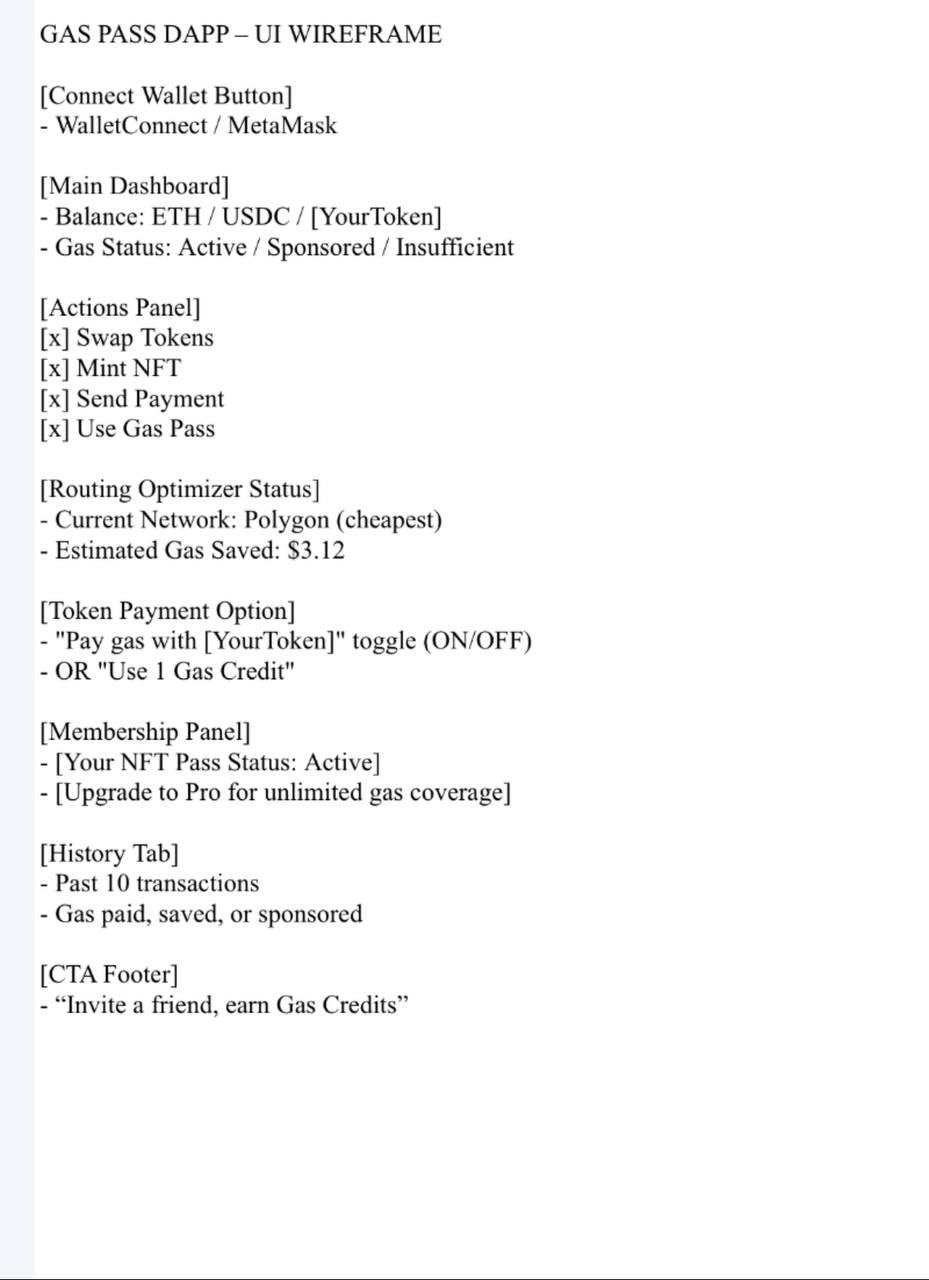 GAS PASS DAPP – UI WIREFRAME
[Connect Wallet Button]
- WalletConnect / MetaMask
[Main Dashboard]
- Balance: ETH / USDC / [YourToken]
- Gas Status: Active / Sponsored / Insufficient
[Actions Panel]
[x] Swap Tokens
[x] Mint NFT
[x] Send Payment
[x] Use Gas Pass
[Routing Optimizer Status]
- Current Network: Polygon (cheapest)
- Estimated Gas Saved: $3.12
[Token Payment Option]
- "Pay gas with [YourToken]" toggle (ON/OFF)
- OR "Use 1 Gas Credit"
[Membership Panel]
- [Your NFT Pass Status: Active]
- [Upgrade to Pro for unlimited gas coverage]
[History Tab]
- Past 10 transactions
- Gas paid, saved, or sponsored
[CTA Footer]
- “Invite a friend, earn Gas Credits”